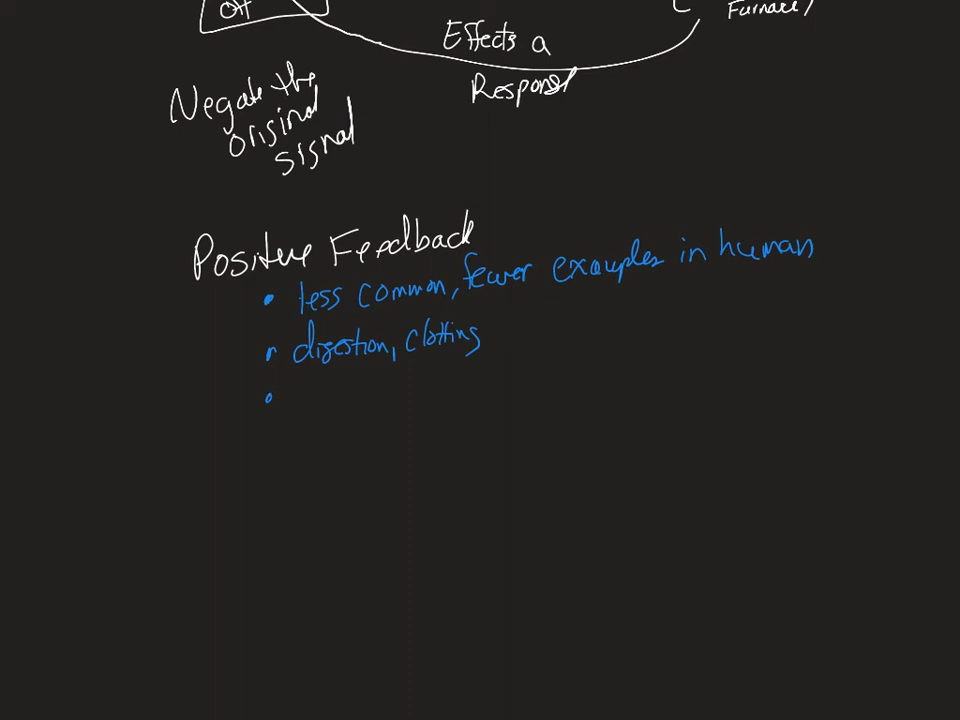 Off
Furnace)
Effects a
Response
Negate the
original
signal
Positive Feedback
• less common, fewer examples in human
• digestion, clotting
•